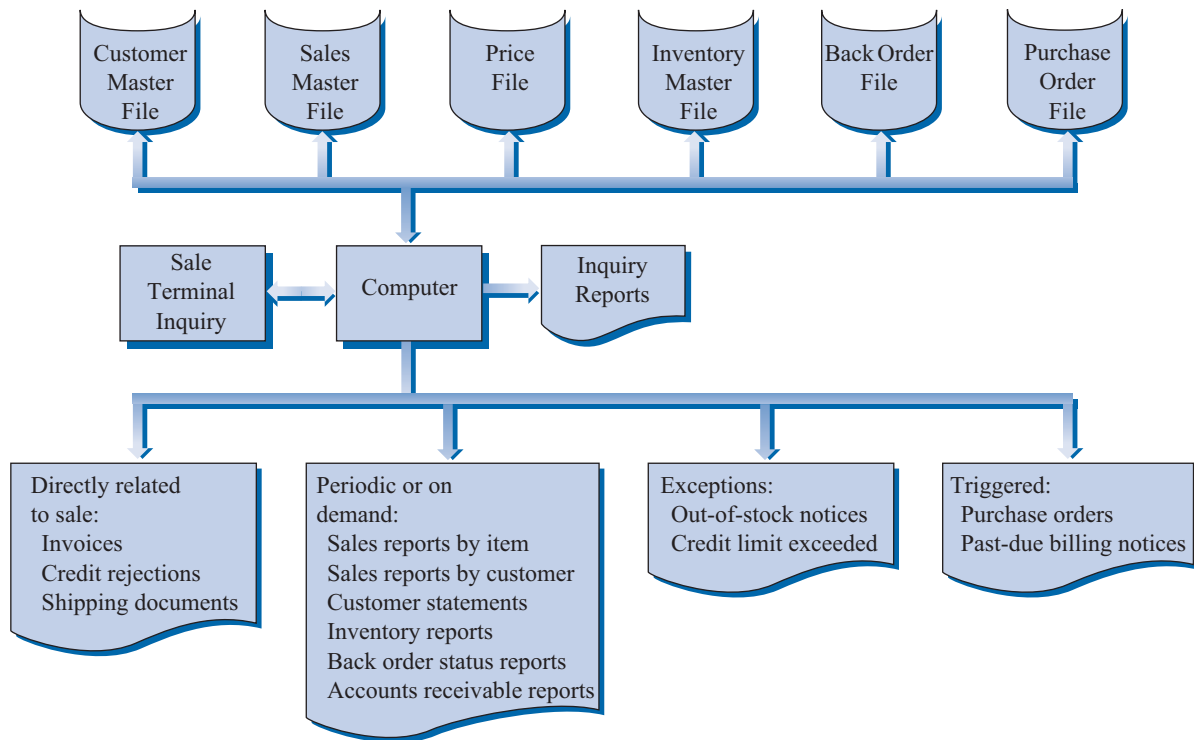 Customer
Master
File
Sales
Master
File
Price
File
Inventory
Master
File
Back Order
File
Purchase
Order
File
Sale
Terminal
Inquiry
Computer
Inquiry
Reports
Directly related
to sale:
Invoices
Credit rejections
Shipping documents
Periodic or on
demand:
Sales reports by item
Sales reports by customer
Customer statements
Inventory reports
Back order status reports
Accounts receivable reports
Exceptions:
Out-of-stock notices
Credit limit exceeded
Triggered:
Purchase orders
Past-due billing notices